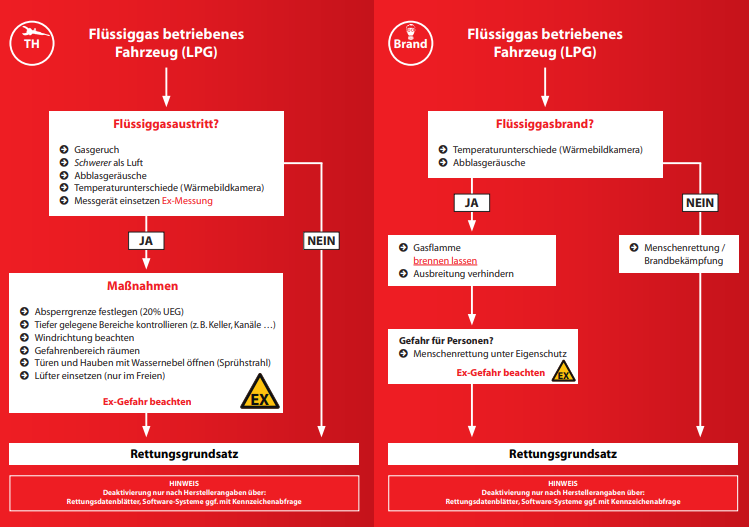 TH
Flüssiggas betriebenes
Fahrzeug (LPG)
Flüssiggasaustritt?
Gasgeruch
Schwerer als Luft
Abblasgeräusche
Temperaturunterschiede (Wärmebildkamera)
Messgerät einsetzen Ex-Messung
JA
NEIN
Maßnahmen
Absperrgrenze festlegen (20% UEG)
Tiefer gelegene Bereiche kontrollieren (z. B. Keller, Kanäle …)
Windrichtung beachten
Gefahrenbereich räumen
Türen und Hauben mit Wassernebel öffnen (Sprühstrahl)
Lüfter einsetzen (nur im Freien)
Ex-Gefahr beachten
EX
Rettungsgrundsatz
HINWEIS
Deaktivierung nur nach Herstellerangaben über:
Rettungsdatenblätter, Software-Systeme ggf. mit Kennzeichenabfrage
Brand
Flüssiggas betriebenes
Fahrzeug (LPG)
Flüssiggasbrand?
Temperaturunterschiede (Wärmebildkamera)
Abblasgeräusche
JA
NEIN
Gasflamme
brennen lassen
Ausbreitung verhindern
Menschenrettung /
Brandbekämpfung
Gefahr für Personen?
Menschenrettung unter Eigenschutz
Ex-Gefahr beachten
EX
Rettungsgrundsatz
HINWEIS
Deaktivierung nur nach Herstellerangaben über:
Rettungsdatenblätter, Software-Systeme ggf. mit Kennzeichenabfrage